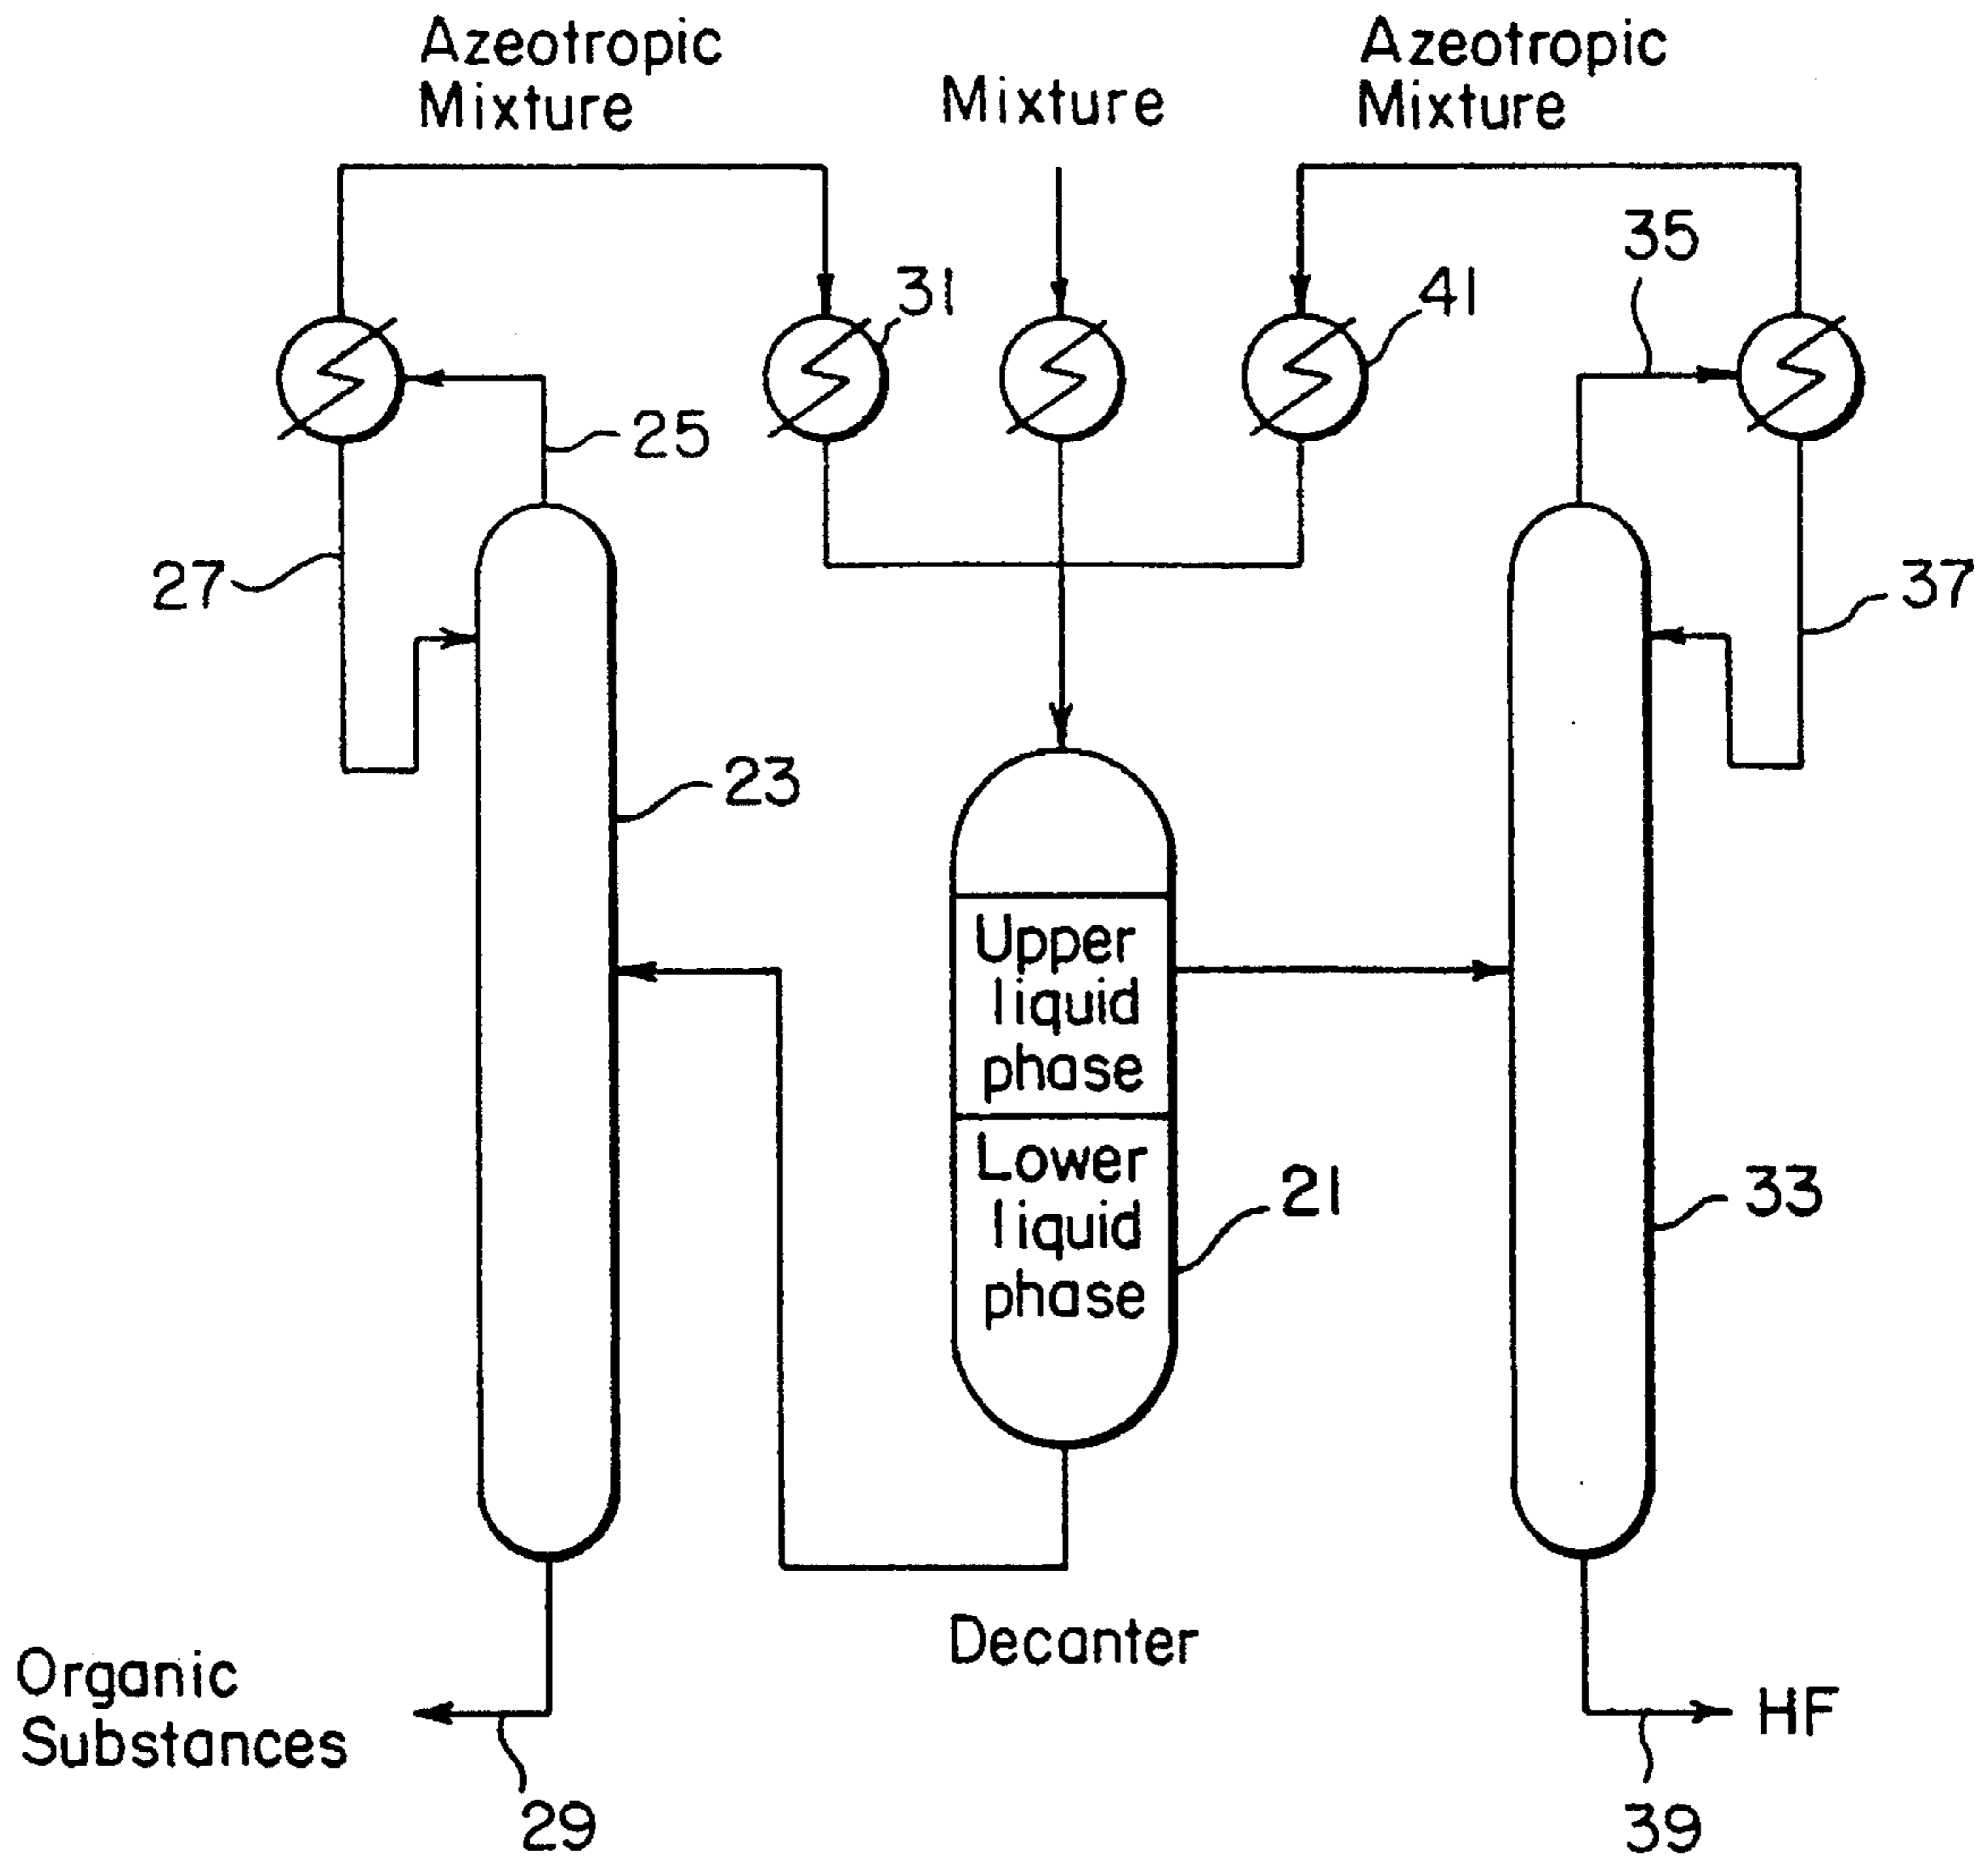 Azeotropic
Mixture
Mixture
Azeotropic
Mixture
35
31
41
25
27
37
23
Upper
liquid
phase
Lower
liquid
phase
21
33
Decanter
Organic
Substances
HF
29
39